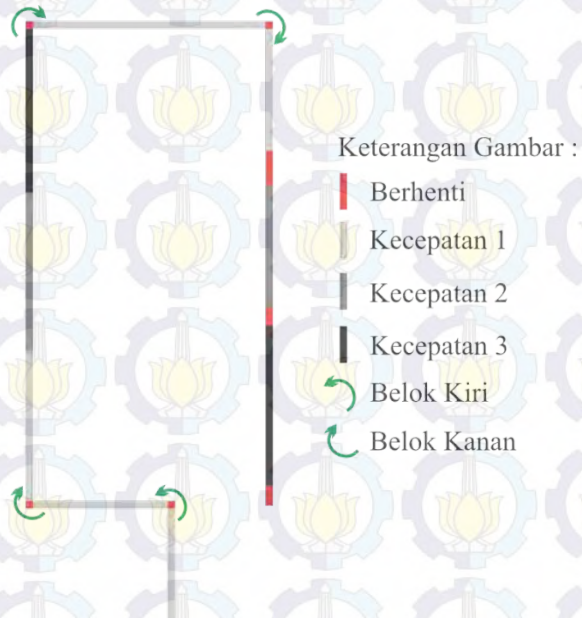 Keterangan Gambar :
Berhenti
Kecepatan 1
Kecepatan 2
Kecepatan 3
Belok Kiri
Belok Kanan